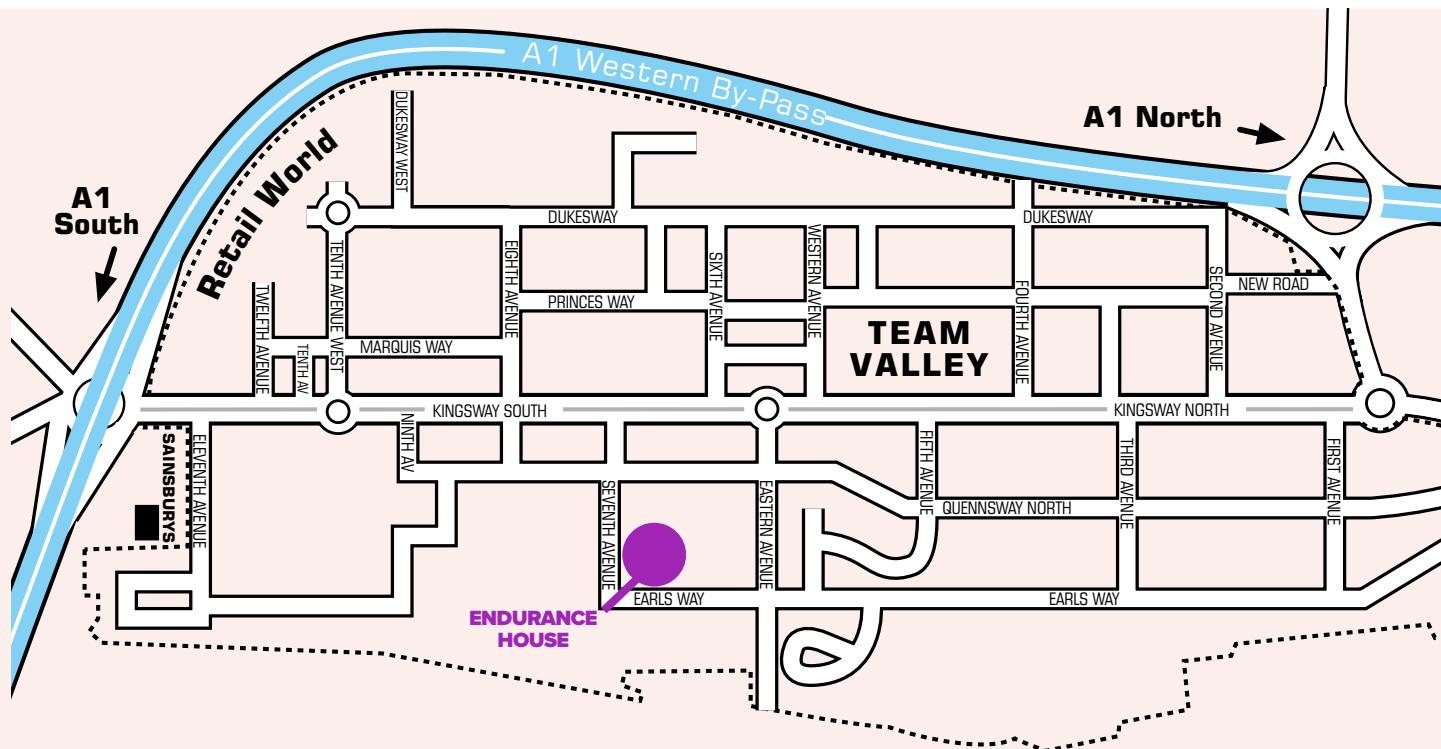 A1 Western By-Pass
A1 North
A1
South
Retail World
DUKESWAY WEST
DUKESWAY
DUKESWAY
TENTH AVENUE WEST
EIGHTH AVENUE
SIXTH AVENUE
WESTERN AVENUE
FOURTH AVENUE
SECOND AVENUE
NEW ROAD
TWELFTH AVENUE
PRINCES WAY
TEAM
VALLEY
TENTH AV
MARQUIS WAY
KINGSWAY SOUTH
KINGSWAY NORTH
SAINSBURYS
ELEVENTH AVENUE
NINTH AV
SEVENTH AVENUE
EASTERN AVENUE
FIFTH AVENUE
QUENNSWAY NORTH
THIRD AVENUE
FIRST AVENUE
EARLS WAY
EARLS WAY
ENDURANCE
HOUSE